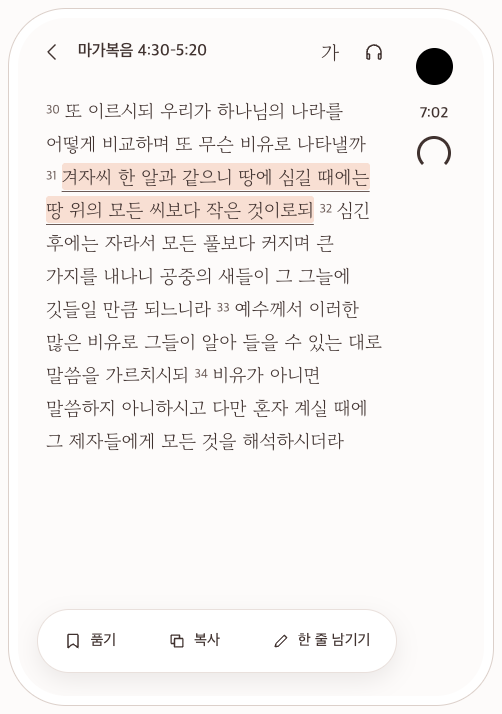 마가복음 4:30-5:20
가
7:02
30 또 이르시되 우리가 하나님의 나라를
어떻게 비교하며 또 무슨 비유로 나타낼까
31 겨자씨 한 알과 같으니 땅에 심길 때에는
땅 위의 모든 씨보다 작은 것이로되 32 심긴
후에는 자라서 모든 풀보다 커지며 큰
가지를 내나니 공중의 새들이 그 그늘에
깃들일 만큼 되느니라 33 예수께서 이러한
많은 비유로 그들이 알아 들을 수 있는 대로
말씀을 가르치시되 34 비유가 아니면
말씀하지 아니하시고 다만 혼자 계실 때에
그 제자들에게 모든 것을 해석하시더라
품기
복사
한 줄 남기기